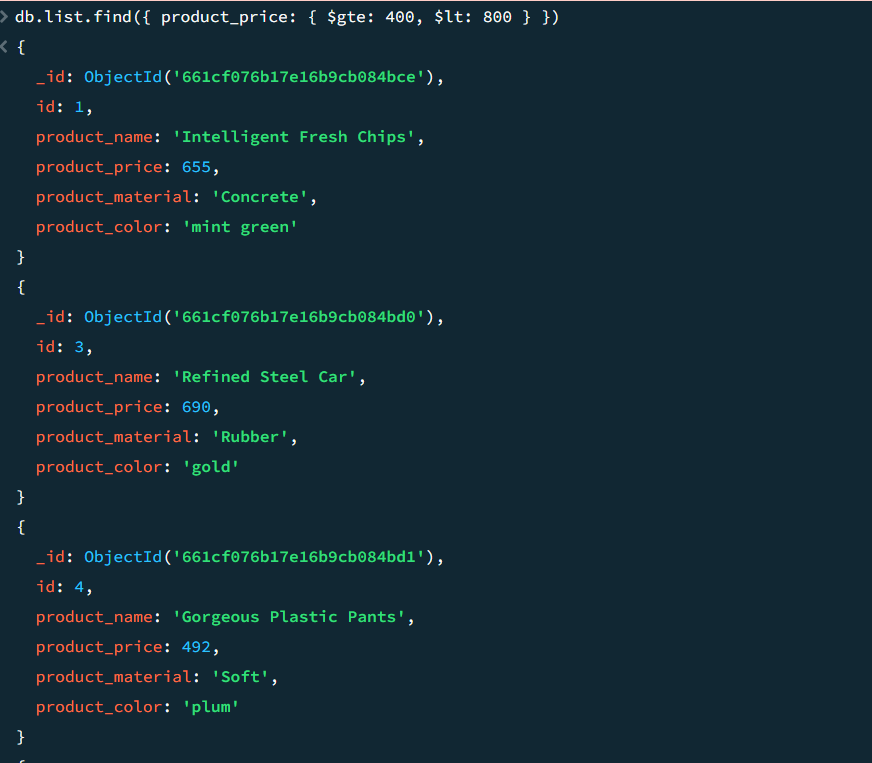 > db.list.find({ product_price: { $gte: 400, $lt: 800 } })
< {
_id: ObjectId('661cf076b17e16b9cb084bce'),
id: 1,
product_name: 'Intelligent Fresh Chips',
product_price: 655,
product_material: 'Concrete',
product_color: 'mint green'
}
{
_id: ObjectId('661cf076b17e16b9cb084bd0'),
id: 3,
product_name: 'Refined Steel Car',
product_price: 690,
product_material: 'Rubber',
product_color: 'gold'
}
{
_id: ObjectId('661cf076b17e16b9cb084bd1'),
id: 4,
product_name: 'Gorgeous Plastic Pants',
product_price: 492,
product_material: 'Soft',
product_color: 'plum'
}
{